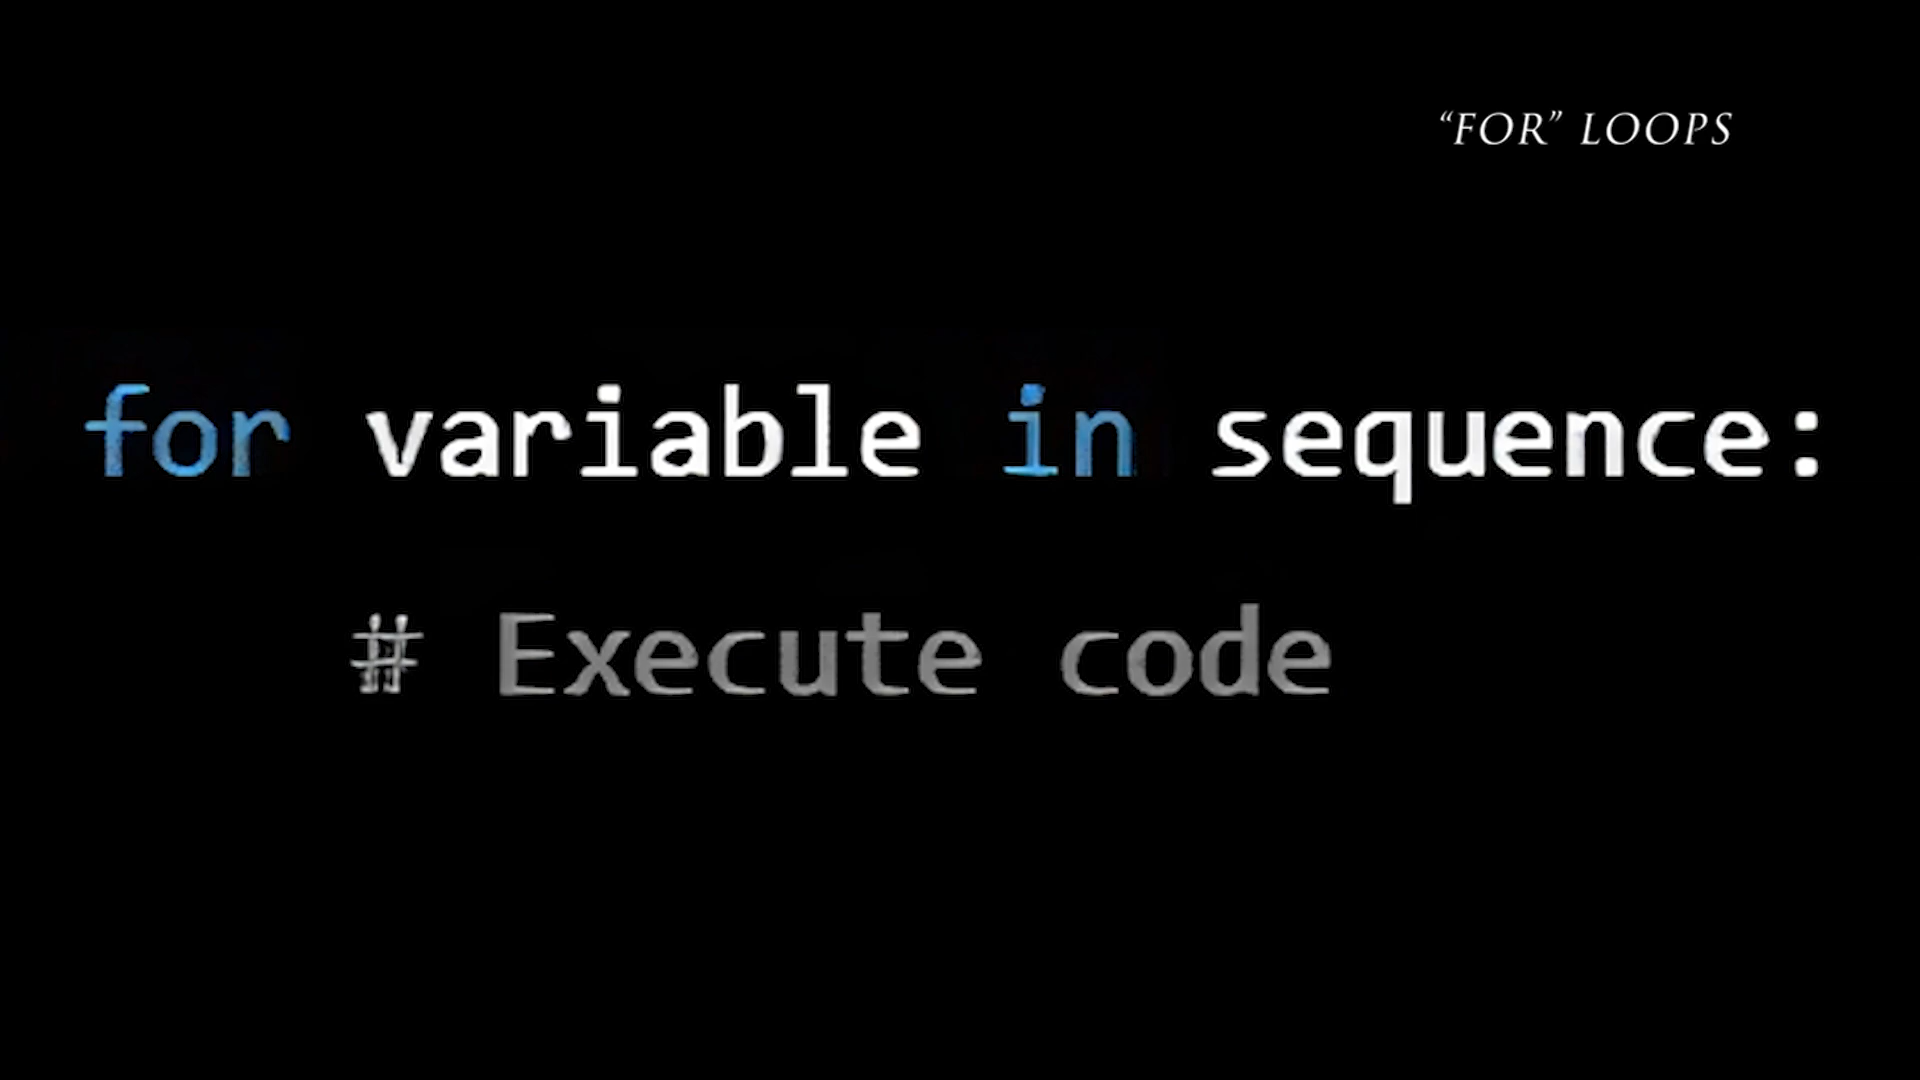 “FOR” LOOPS
for variable in sequence:
# Execute code